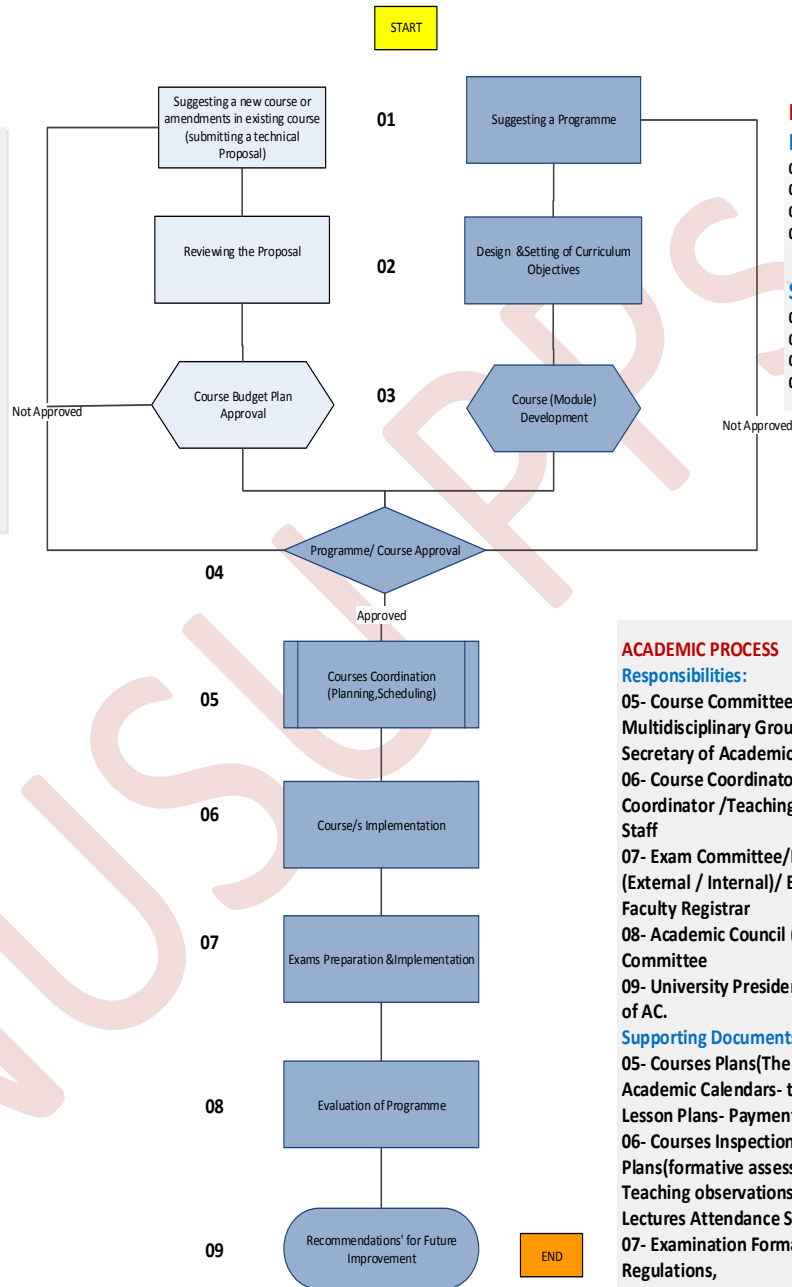 START
Suggesting a new course or
amendments in existing course
(submitting a technical
Proposal)
01
Suggesting a Programme
Reviewing the Proposal
02
Design &Setting of Curriculum
Objectives
Course Budget Plan
Approval
03
Course (Module)
Development
Not Approved
Not Approved
Programme/ Course Approval
04
Approved
Courses Coordination
(Planning,Scheduling)
05
06
Course/s Implementation
07
Exams Preparation &Implementation
08
Evaluation of Programme
09
Recommendations' for Future
Improvement
END
ACADEMIC PROCESS
Responsibilities:
05- Course Committee
Multidisciplinary Grou
Secretary of Academic
06- Course Coordinato
Coordinator /Teaching
Staff
07- Exam Committee/
(External / Internal)/ E
Faculty Registrar
08- Academic Council (
Committee
09- University Presiden
of AC.
Supporting Documents
05- Courses Plans(The
Academic Calendars- t
Lesson Plans- Payment
06- Courses Inspection
Plans(formative assess
Teaching observations
Lectures Attendance S
07- Examination Forma
Regulations,